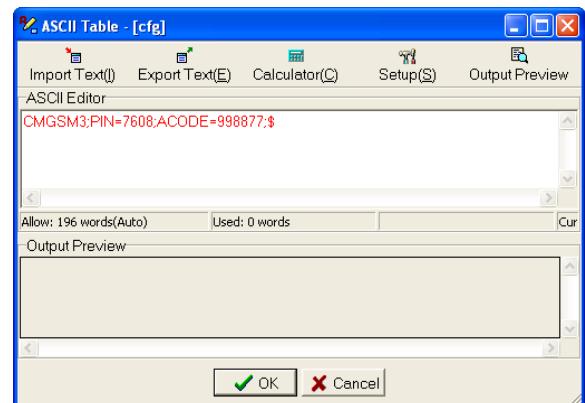 ASCII Table - [cfg]
Import Text(I) Export Text(E) Calculator(C) Setup(S) Output Preview
ASCII Editor
CMGSM3;PIN=7608;ACODE=998877;$
Allow: 196 words(Auto) Used: 0 words Cur
Output Preview
OK Cancel